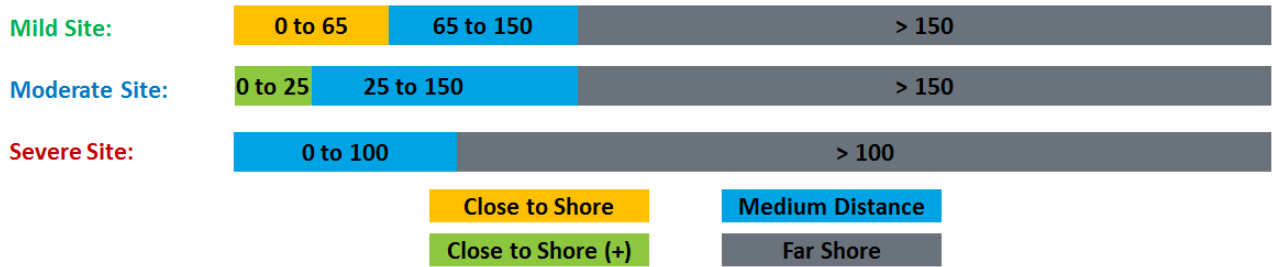 Mild Site: 0 to 65 65 to 150 > 150
Moderate Site: 0 to 25 25 to 150 > 150
Severe Site: 0 to 100 > 100
Close to Shore Medium Distance
Close to Shore (+) Far Shore